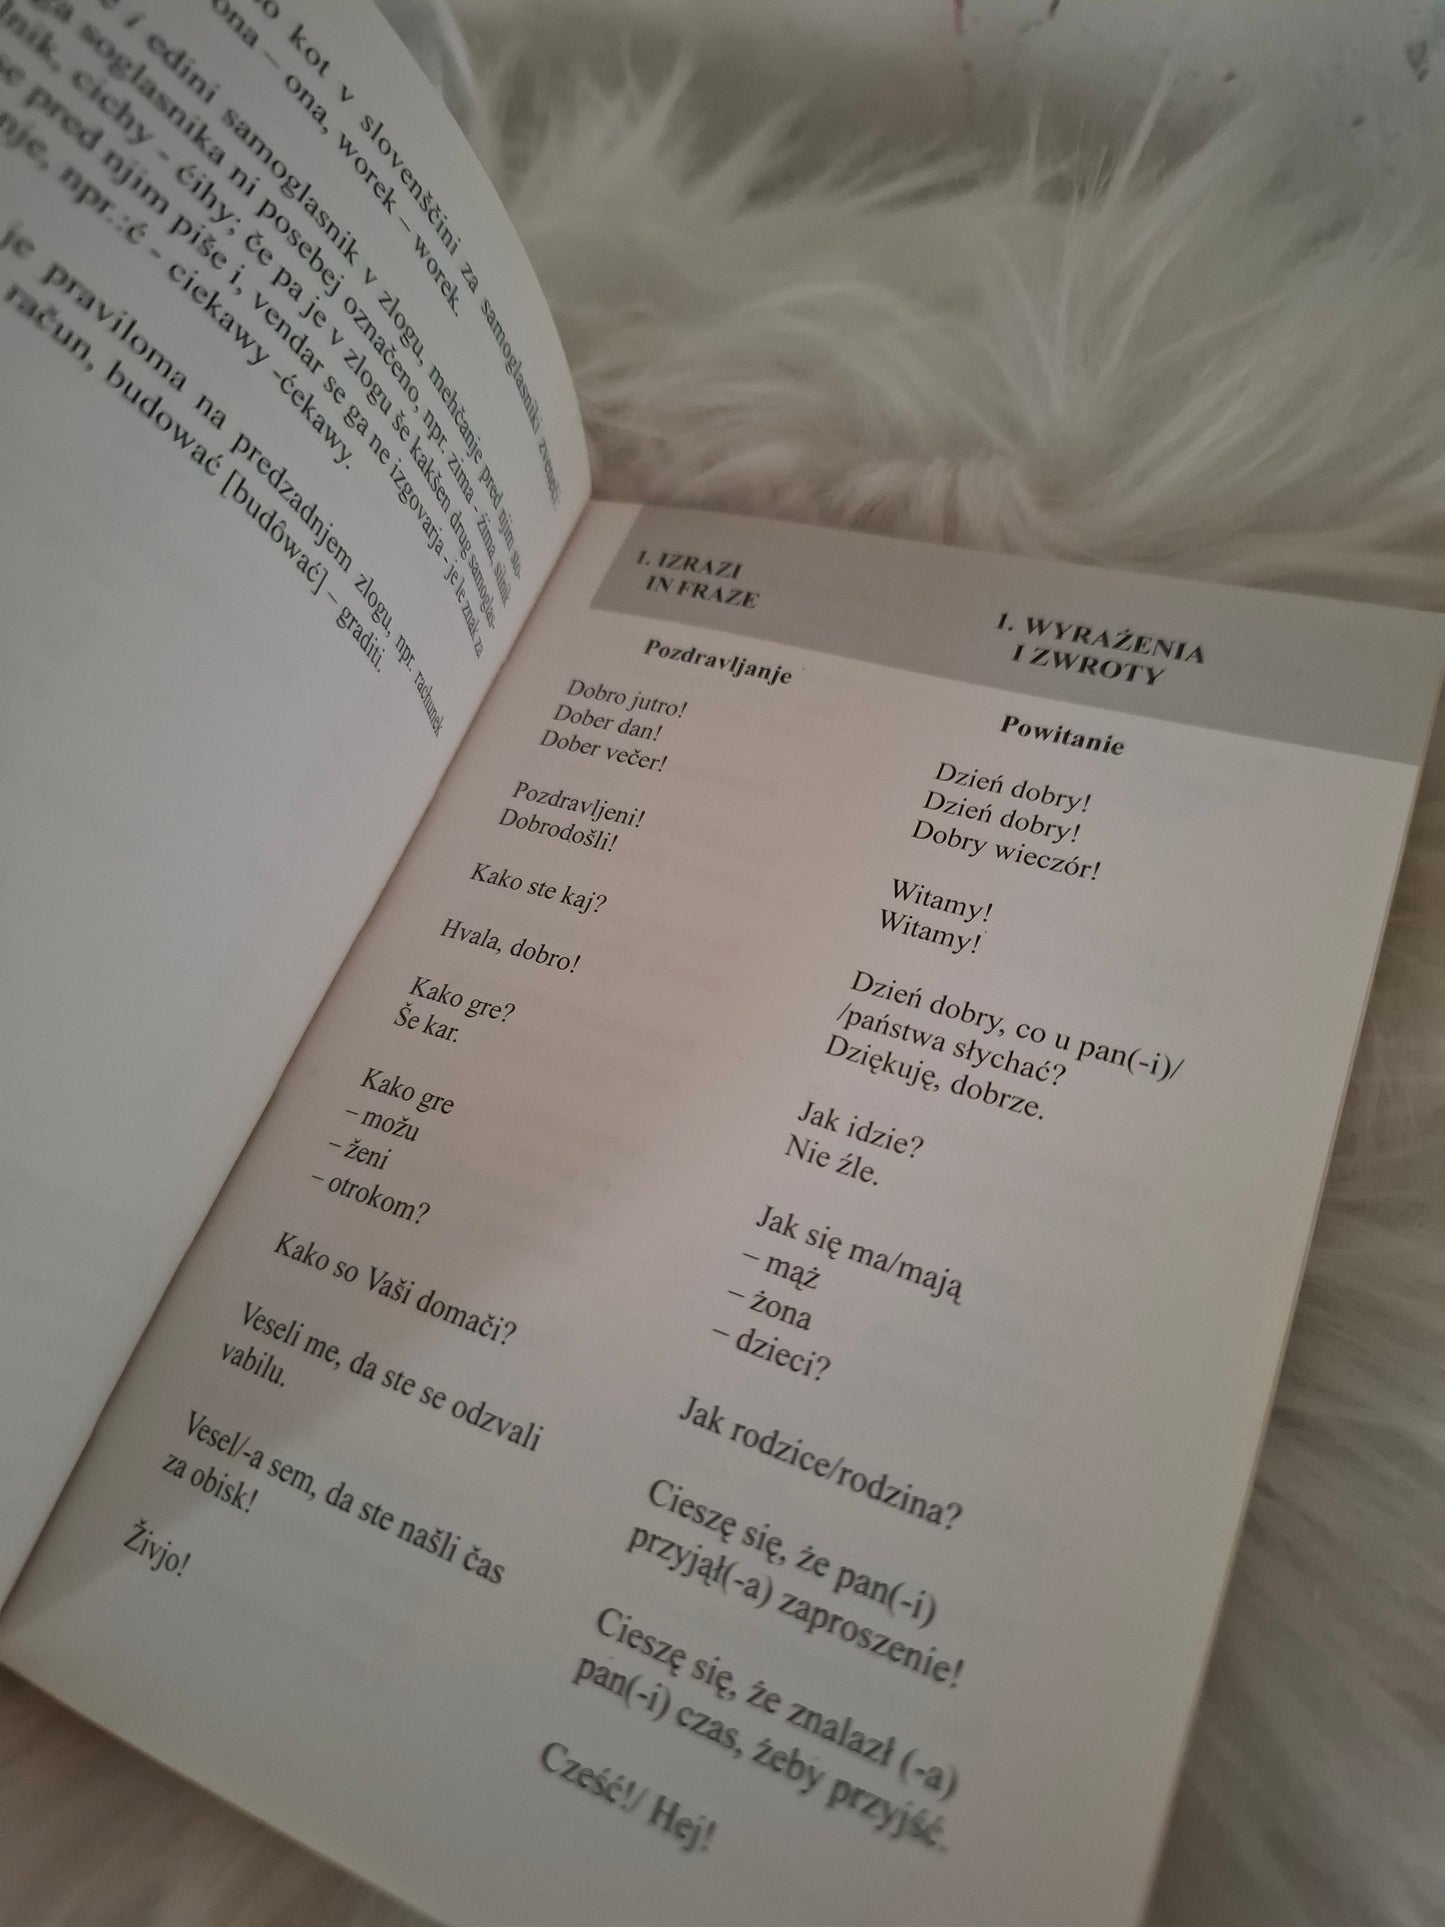 o kot v slovenščini za samoglasniki zveneči.
ona – ona, worek – worek.
/ edini samoglasnik v zlogu, mehčanje pred njim sto-
soglasnika ni posebej označeno, npr. zima - źima, silnik
cichy - ćihy; če pa je v zlogu še kakšen drug samoglas-
se pred njim piše i, vendar se ga ne izgovarja - je le znak za
npr.:ć - ciekawy -ćekawy.
je praviloma na predzadnjem zlogu, npr. rachunek
račun, budować [budôwać] – graditi.
1. IZRAZI
IN FRAZE
Pozdravljanje
Dobro jutro!
Dober dan!
Dober večer!
Pozdravljeni!
Dobrodošli!
Kako ste kaj?
Hvala, dobro!
Kako gre?
Še kar.
Kako gre
– možu
– ženi
– otrokom?
Kako so Vaši domači?
Veseli me, da ste se odzvali
vabilu.
Vesel/-a sem, da ste našli čas
za obisk!
Živjo!
1. WYRAŻENIA
I ZWROTY
Powitanie
Dzień dobry!
Dzień dobry!
Dobry wieczór!
Witamy!
Witamy!
Dzień dobry, co u pan(-i)/
/państwa słychać?
Dziękuję, dobrze.
Jak idzie?
Nie źle.
Jak się ma/mają
– mąż
– żona
– dzieci?
Jak rodzice/rodzina?
Cieszę się, że pan(-i)
przyjął(-a) zaproszenie!
Cieszę się, że znalazł (-a)
pan(-i) czas, żeby przyjść.
Cześć!/ Hej!